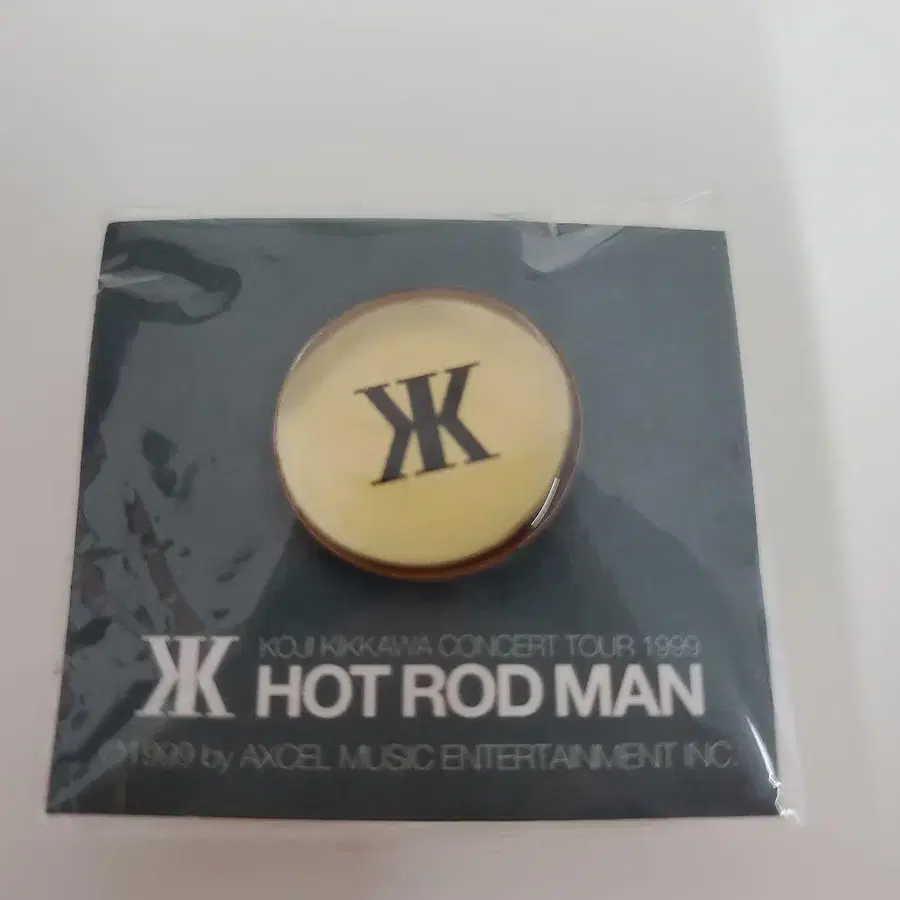 KK
KK KOJI KIKKAWA CONCERT TOUR 1999
HOT ROD MAN
©1999 by AXCEL MUSIC ENTERTAINMENT INC.